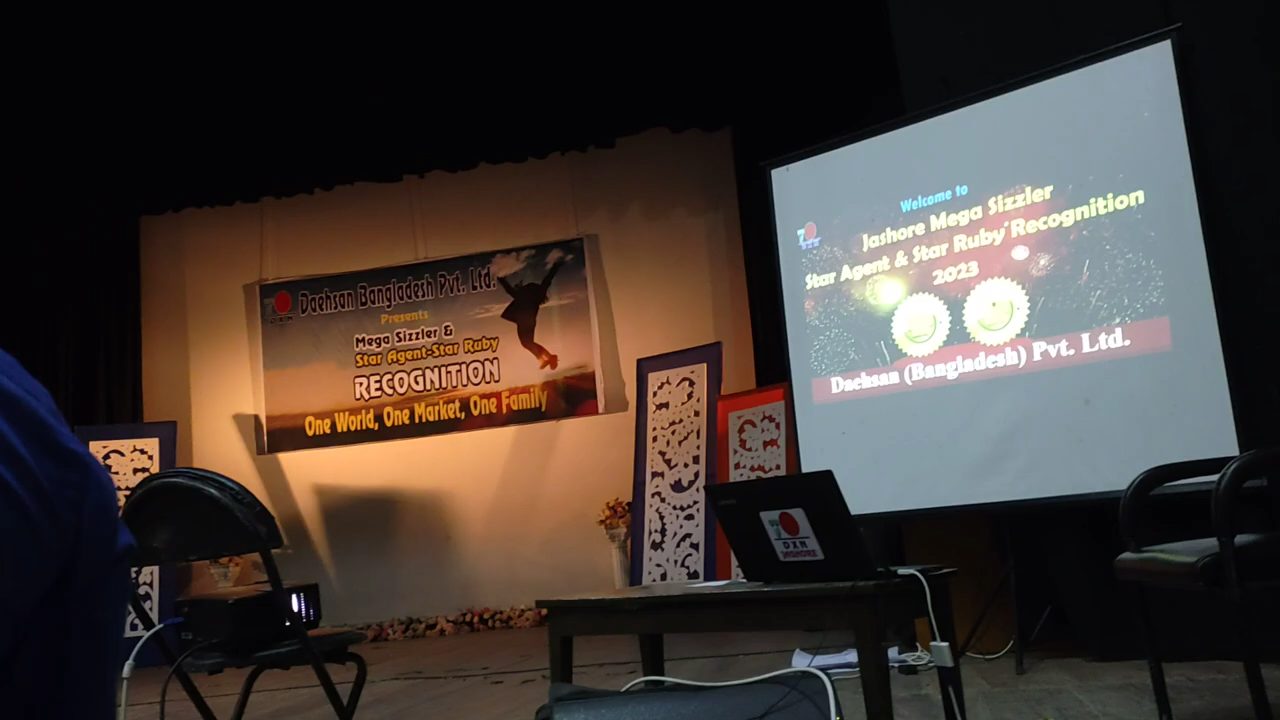 Daehsan Bangladesh Pvt. Ltd.
DXN
Presents
Mega Sizzler &
Star Agent-Star Ruby
RECOGNITION
One World, One Market, One Family
Welcome to
Jashore Mega Sizzler
Star Agent & Star Ruby Recognition
2023
Daehsan (Bangladesh) Pvt. Ltd.
DXN
JASHORE